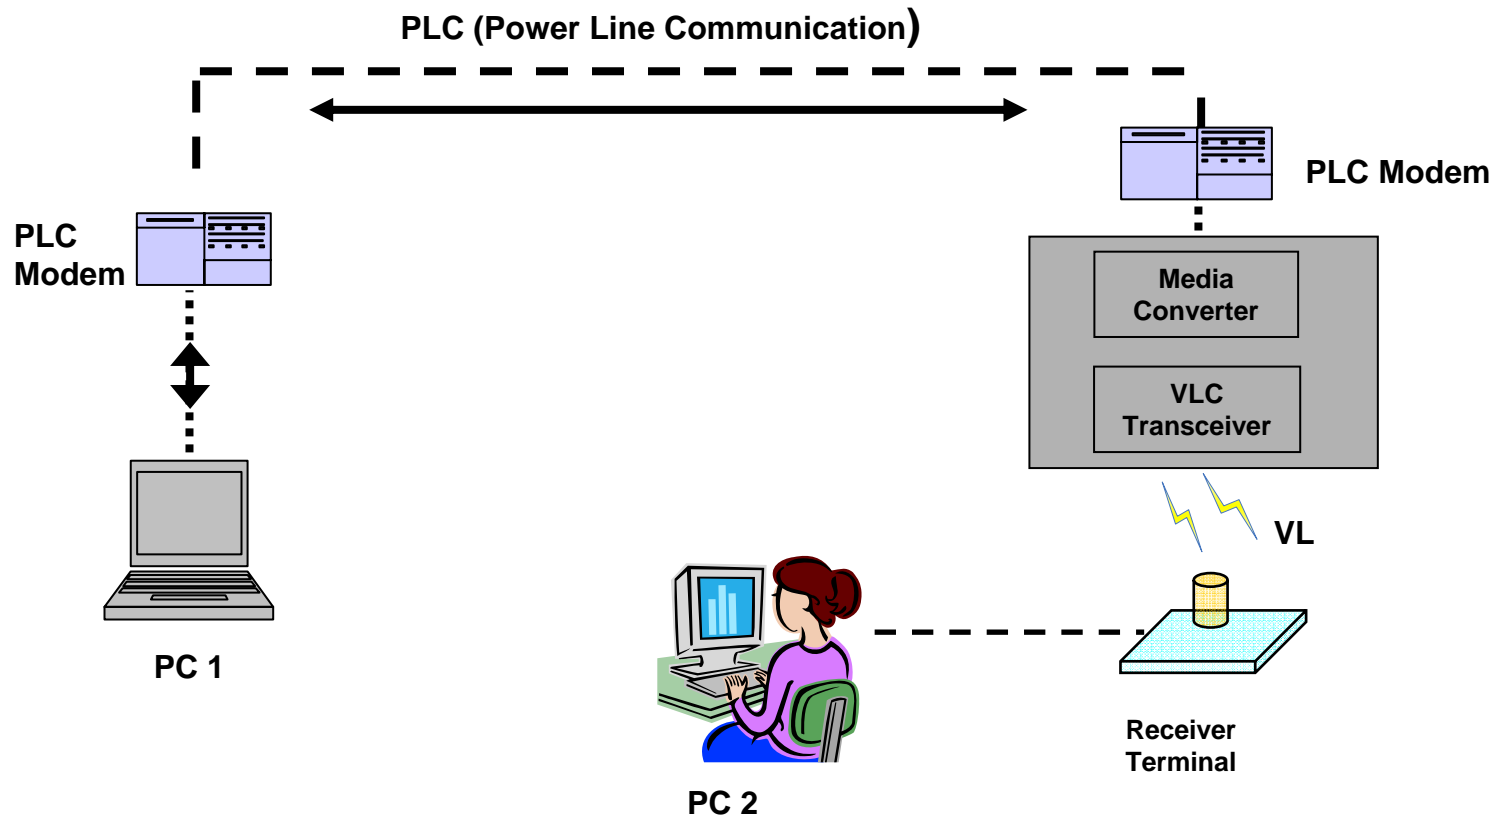 PLC (Power Line Communication)
PLC Modem
PLC
Modem
Media
Converter
VLC
Transceiver
VL
PC 1
Receiver
Terminal
PC 2